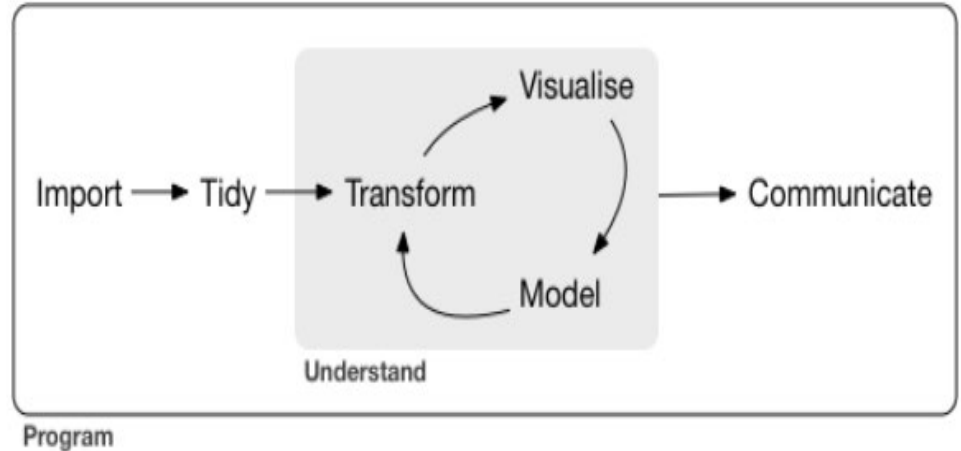 Visualise
Import Tidy Transform Communicate
Model
Understand
Program